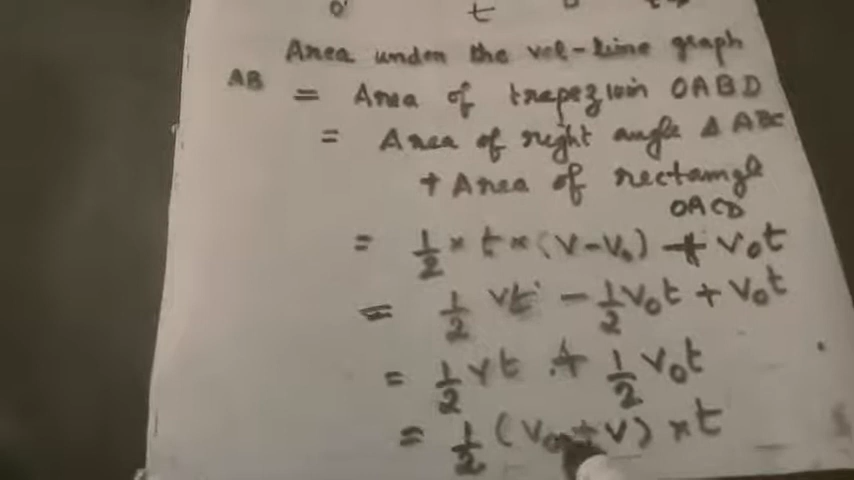 O' t
Area under the vel-time graph
AB
= Area of trapezium OABD
= Area of right angle Δ ABC
+ Area of rectangle
OACD
= 1/2 × t × (V-V₀) + V₀t
= 1/2 Vt - 1/2 V₀t + V₀t
= 1/2 Vt + 1/2 V₀t
= 1/2 (V₀+V) × t